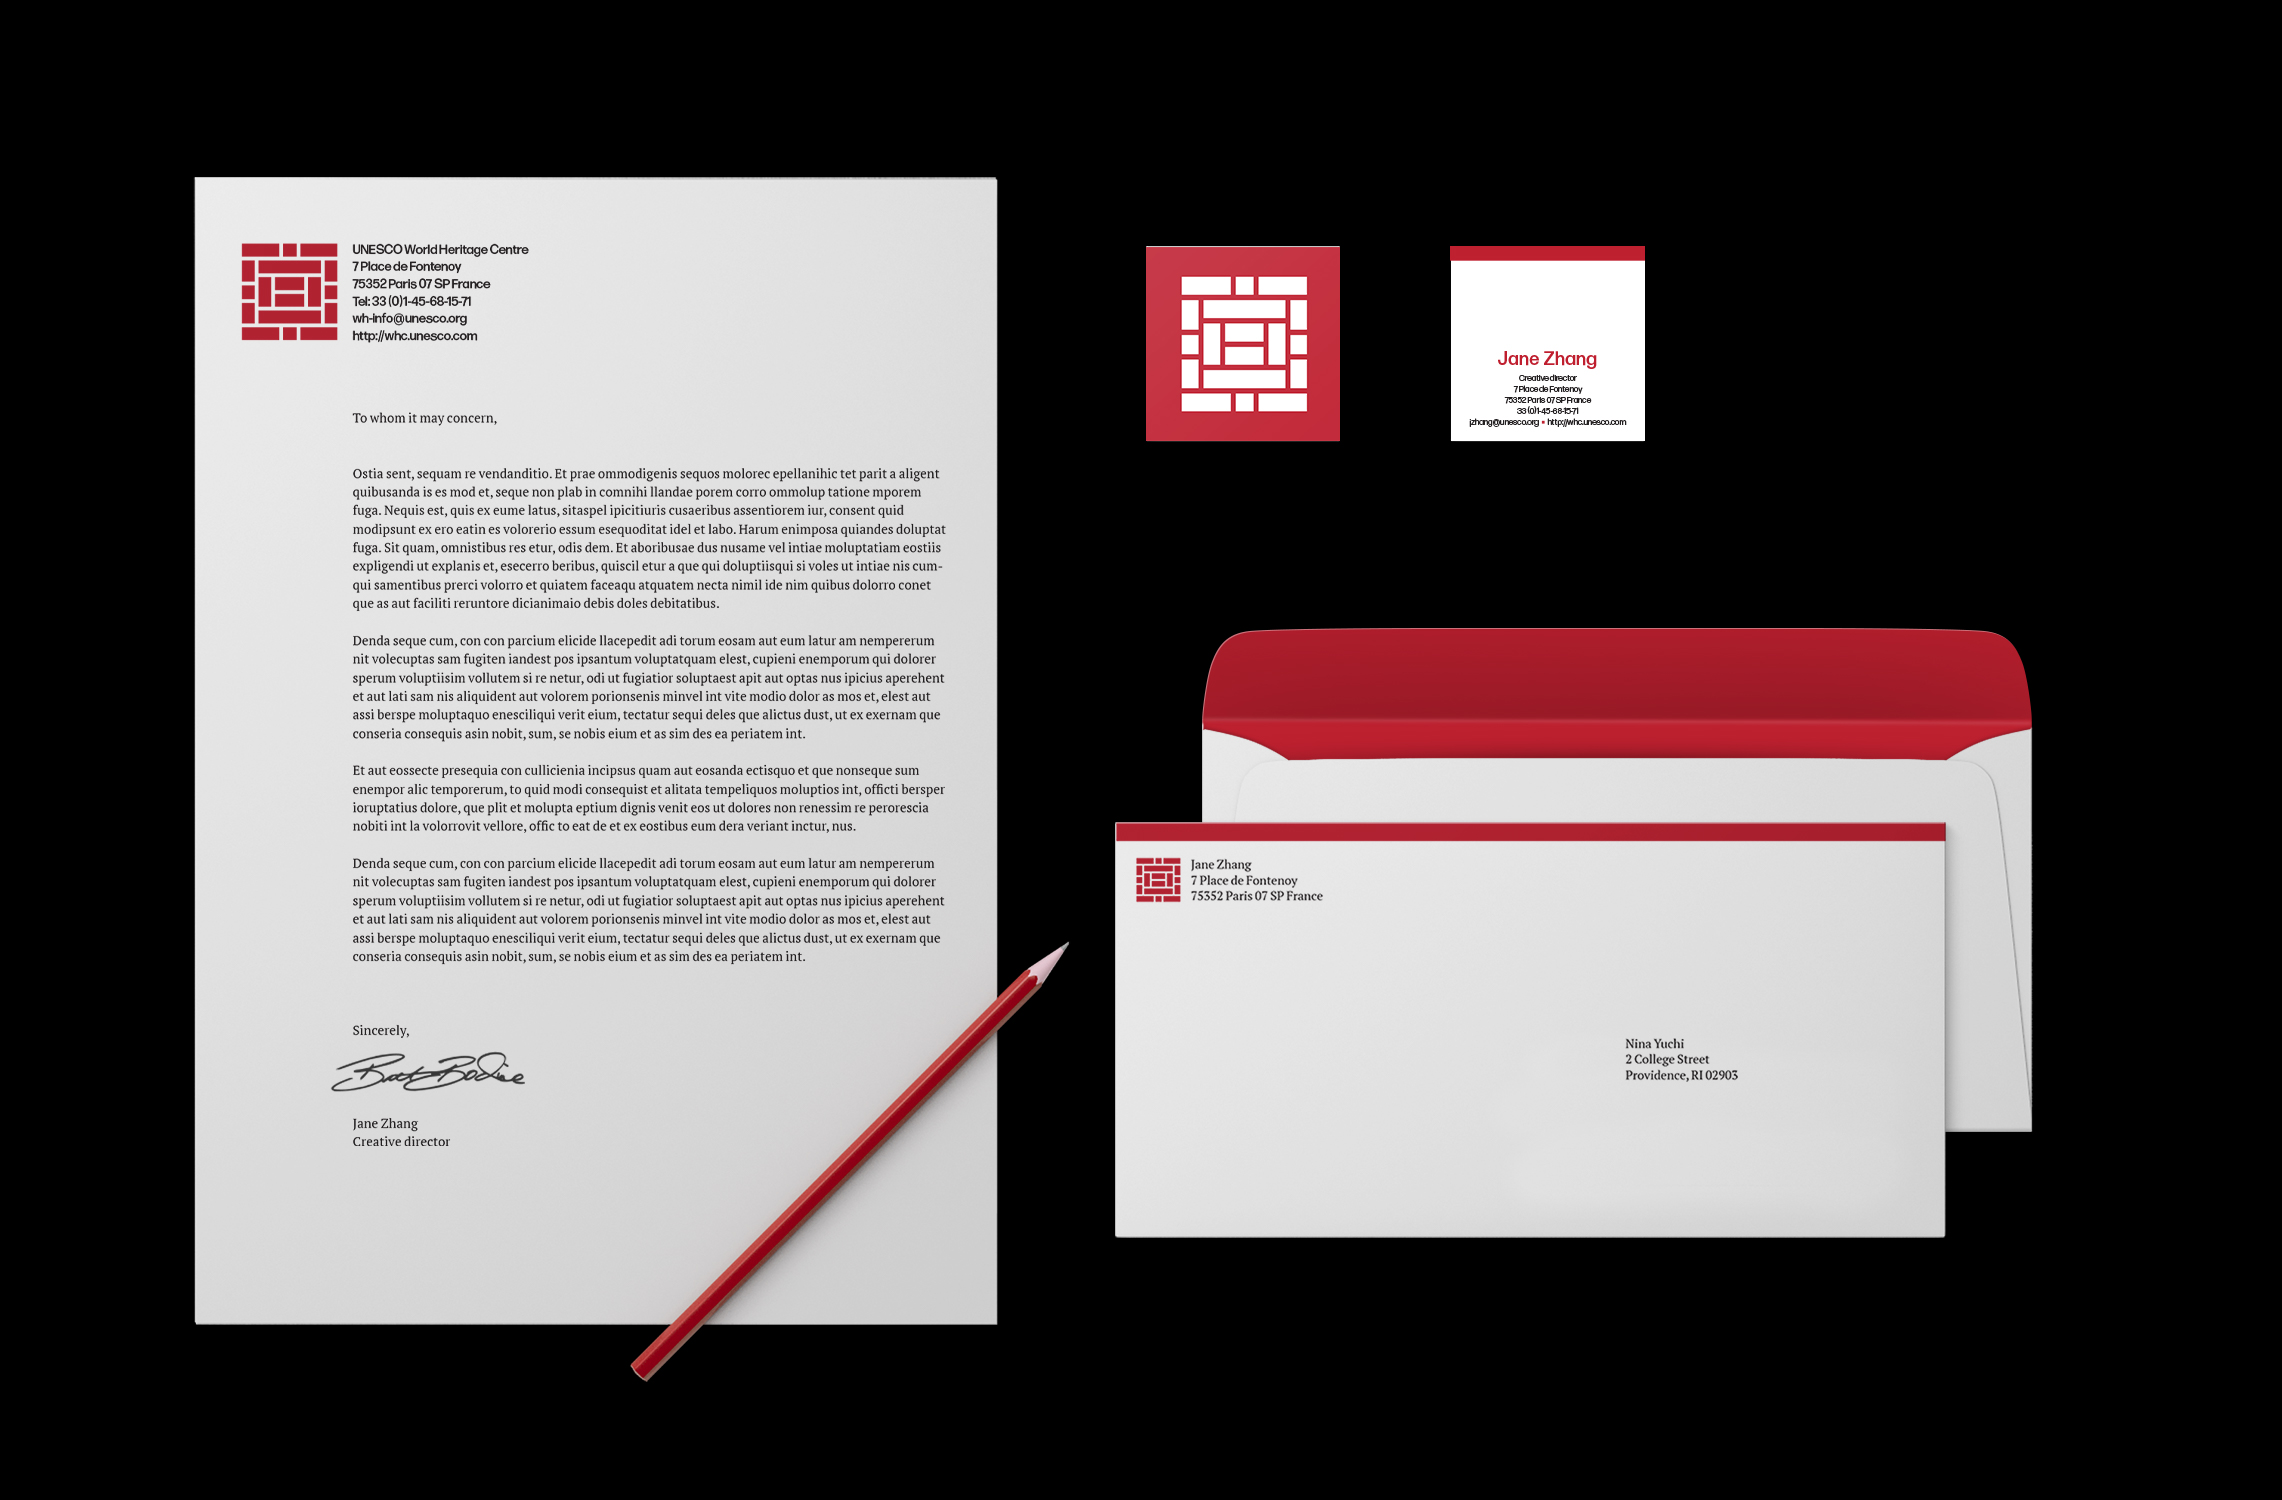 UNESCO World Heritage Centre
7 Place de Fontenoy
75352 Paris 07 SP France
Tel: 33 (0)1-45-68-15-71
wh-info@unesco.org
http://whc.unesco.com
To whom it may concern,
Ostia sent, sequam re vendanditio. Et prae ommodigenis sequos molorec epellanihic tet parit a aligent
quibusanda is es mod et, seque non plab in comnihi llandae porem corro ommolup tatione mporem
fuga. Nequis est, quis ex eume latus, sitaspel ipicitiuris cusaeribus assentiorem iur, consent quid
modipsunt ex ero eatin es volorerio essum esequoditat idel et labo. Harum enimposa quiandes doluptat
fuga. Sit quam, omnistibus res etur, odis dem. Et aboribusae dus nusame vel intiae moluptatiam eostiis
expligendi ut explanis et, esecerro beribus, quiscil etur a que qui doluptiisqui si voles ut intiae nis cum-
qui samentibus prerci volorro et quiatem faceaqu atquatem necta nimil ide nim quibus dolorro conet
que as aut faciliti reruntore dicianimaio debis doles debitatibus.
Denda seque cum, con con parcium elicide llacepedit adi torum eosam aut eum latur am nempererum
nit volecuptas sam fugiten iandest pos ipsantum voluptatquam elest, cupieni enemporum qui dolorer
sperum voluptiisim vollutem si re netur, odi ut fugiatior soluptaest apit aut optas nus ipicius aperehent
et aut lati sam nis aliquident aut volorem porionsenis minvel int vite modio dolor as mos et, elest aut
assi berspe moluptaquo enesciliqui verit eium, tectatur sequi deles que alictus dust, ut ex exernam que
conseria consequis asin nobit, sum, se nobis eium et as sim des ea periatem int.
Et aut eossecte presequia con cullicienia incipsus quam aut eosanda ectisquo et que nonseque sum
enempor alic temporerum, to quid modi consequist et alitata tempeliquos moluptios int, officti bersper
ioruptatius dolore, que plit et molupta eptium dignis venit eos ut dolores non renessim re perorescia
nobiti int la volorrovit vellore, offic to eat de et ex eostibus eum dera veriant inctur, nus.
Denda seque cum, con con parcium elicide llacepedit adi torum eosam aut eum latur am nempererum
nit volecuptas sam fugiten iandest pos ipsantum voluptatquam elest, cupieni enemporum qui dolorer
sperum voluptiisim vollutem si re netur, odi ut fugiatior soluptaest apit aut optas nus ipicius aperehent
et aut lati sam nis aliquident aut volorem porionsenis minvel int vite modio dolor as mos et, elest aut
assi berspe moluptaquo enesciliqui verit eium, tectatur sequi deles que alictus dust, ut ex exernam que
conseria consequis asin nobit, sum, se nobis eium et as sim des ea periatem int.
Sincerely,
Jane Zhang
Creative director
Jane Zhang
Creative director
7 Place de Fontenoy
75352 Paris 07 SP France
33 (0)1-45-68-15-71
jzhang@unesco.org • http://whc.unesco.com
Jane Zhang
7 Place de Fontenoy
75352 Paris 07 SP France
Nina Yuchi
2 College Street
Providence, RI 02903